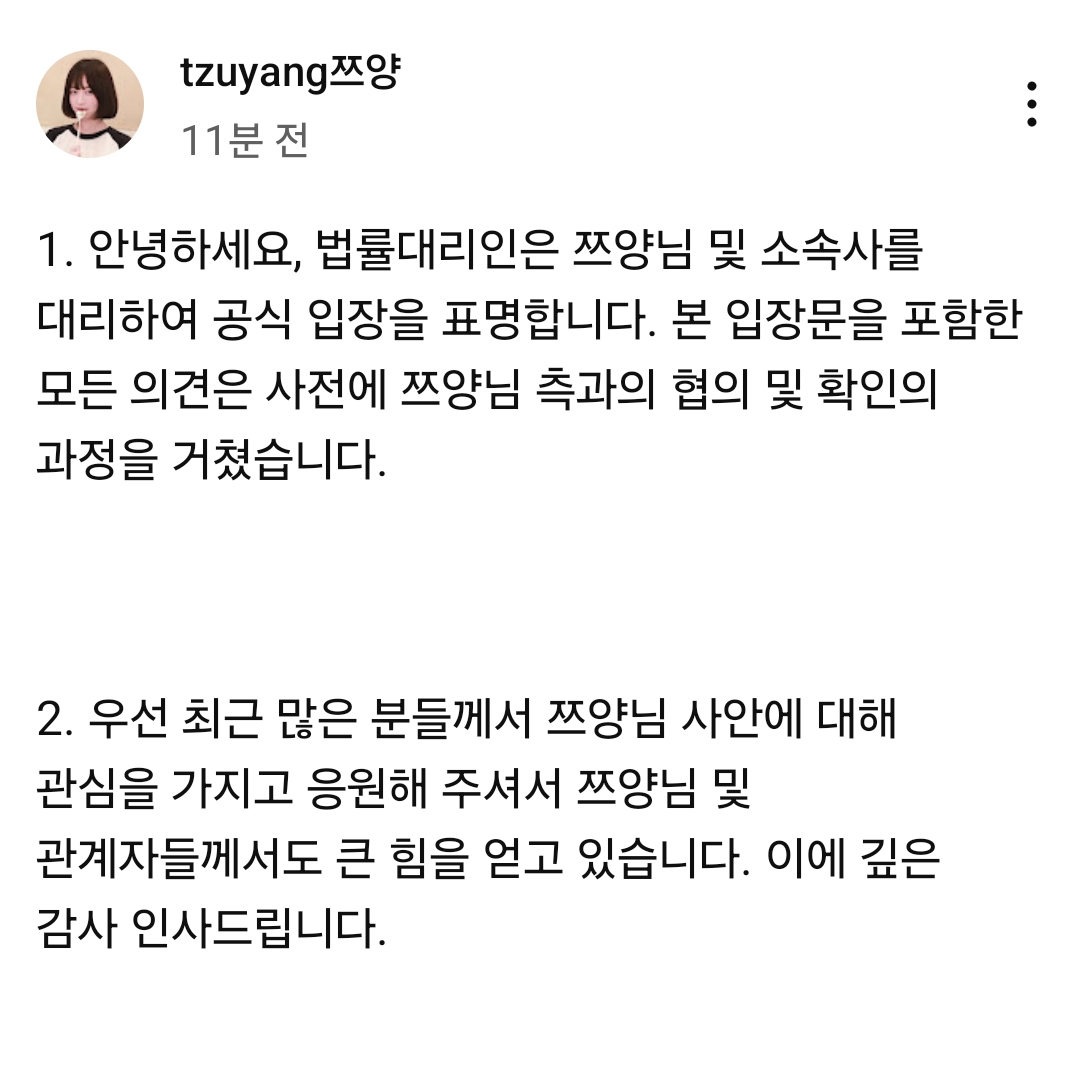 tzuyang쯔양
11분 전
1. 안녕하세요, 법률대리인은 쯔양님 및 소속사를
대리하여 공식 입장을 표명합니다. 본 입장문을 포함한
모든 의견은 사전에 쯔양님 측과의 협의 및 확인의
과정을 거쳤습니다.
2. 우선 최근 많은 분들께서 쯔양님 사안에 대해
관심을 가지고 응원해 주셔서 쯔양님 및
관계자들께서도 큰 힘을 얻고 있습니다. 이에 깊은
감사 인사드립니다.